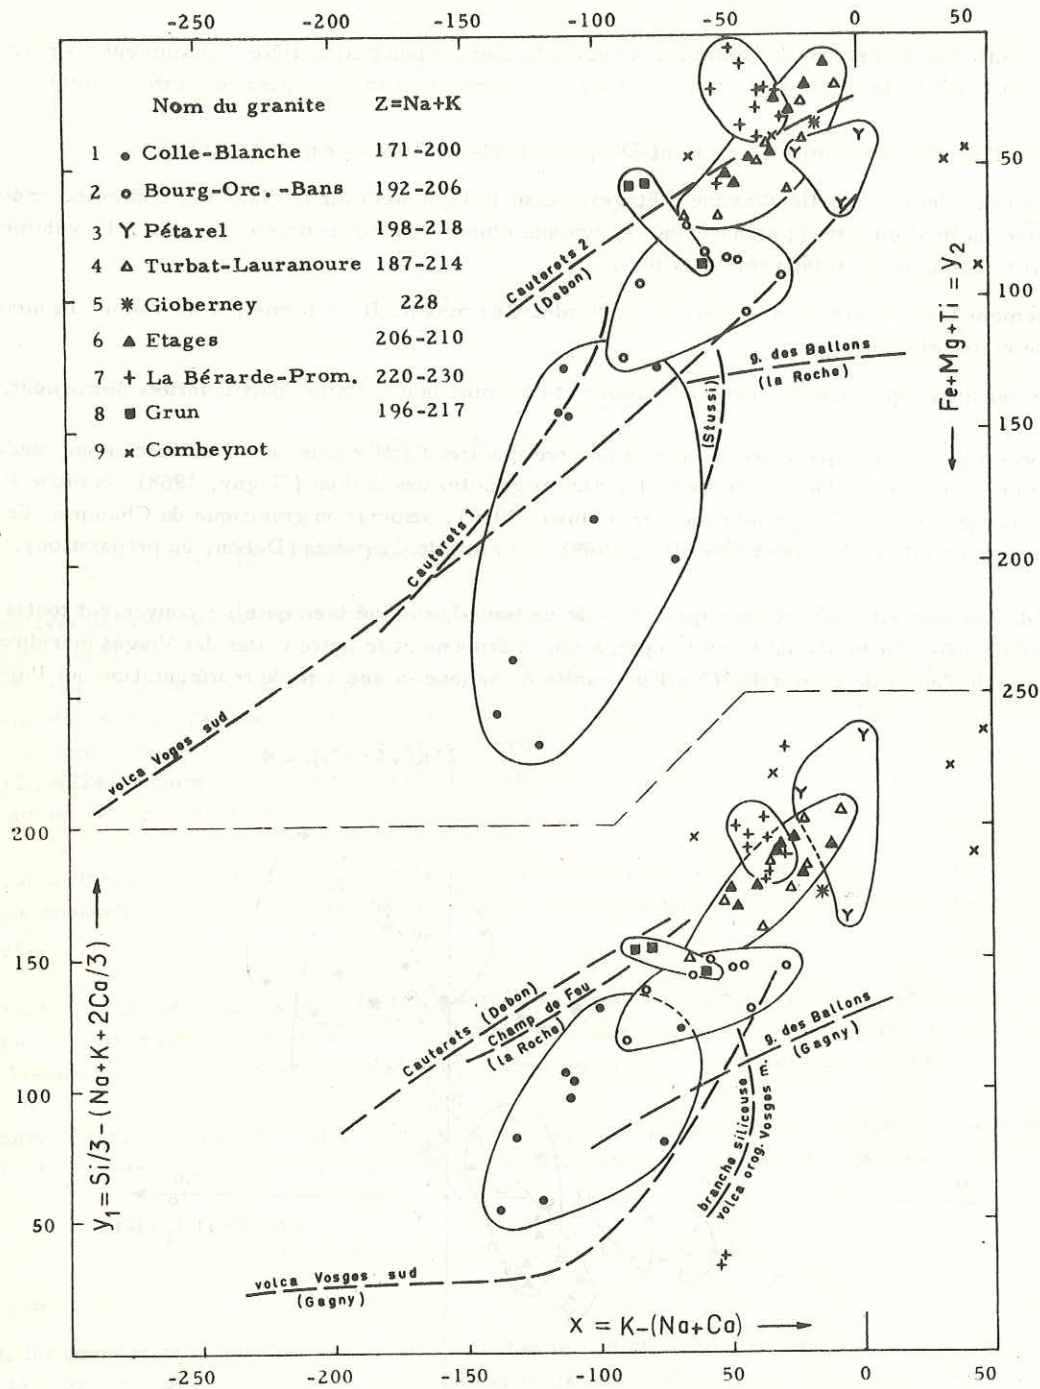 -250 -200 -150 -100 -50 0 50
Nom du granite Z=Na+K
1 • Colle-Blanche 171-200
2 o Bourg-Orc.-Bans 192-206
3 Y Pétarel 198-218
4 △ Turbat-Lauranoure 187-214
5 ✳ Gioberney 228
6 ▲ Etages 206-210
7 + La Bérarde-Prom. 220-230
8 ■ Grun 196-217
9 × Combeynot
50
100
150
200
250
← Fe+Mg+Ti = Y2
Cauterets 2
(Debon)
g. des Ballons
(la Roche)
(Stussi)
Cauterets 1
volca Voges sud
200
150
100
50
y1 = Si/3-(Na+K+2Ca/3) →
Cauterets (Debon)
Champ de Feu
(la Roche)
g. des Ballons
(Gagny)
branche siliceuse
volca orog. Vosges m.
volca Vosges sud
(Gagny)
X = K-(Na+Ca) →
-250 -200 -150 -100 -50 0 50